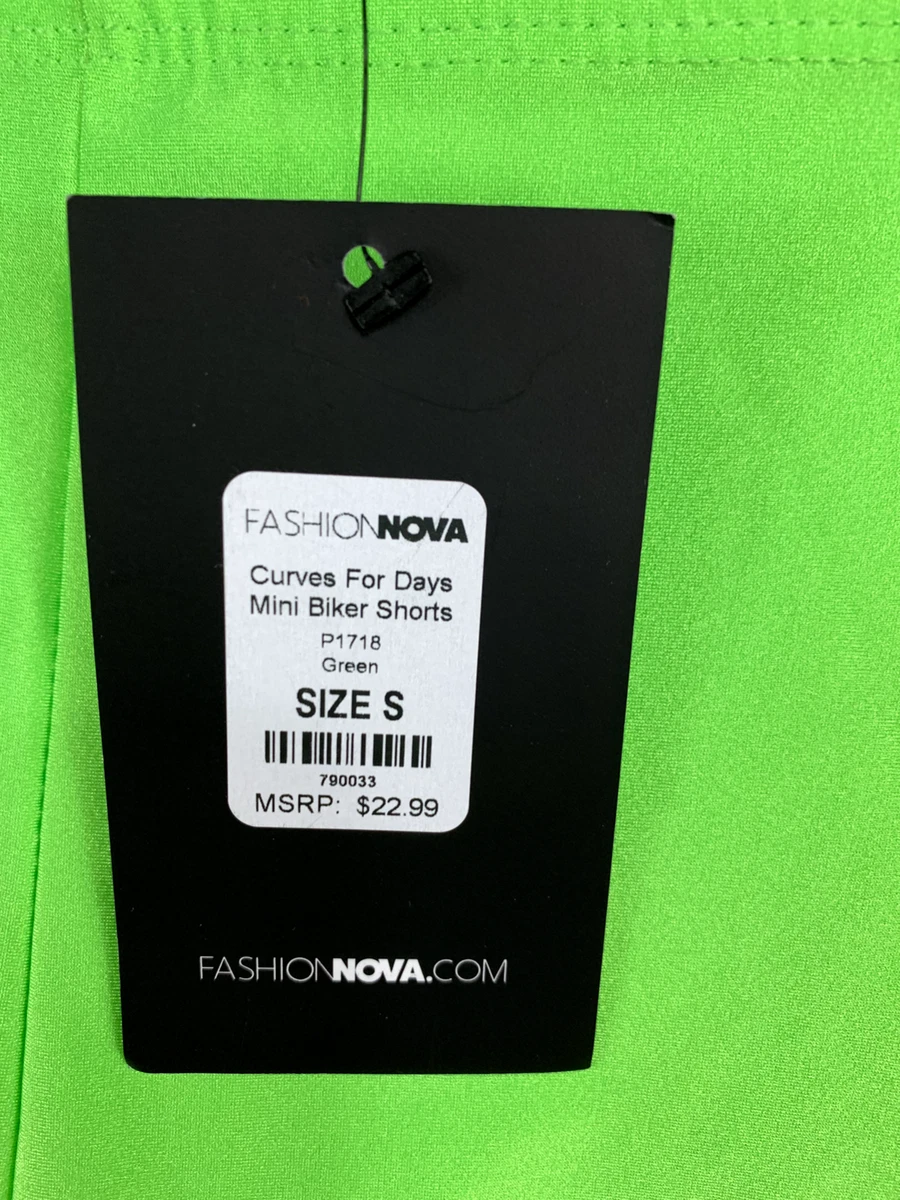 FASHIONNOVA
Curves For Days
Mini Biker Shorts
P1718
Green
SIZE S
790033
MSRP: $22.99
FASHIONNOVA.COM